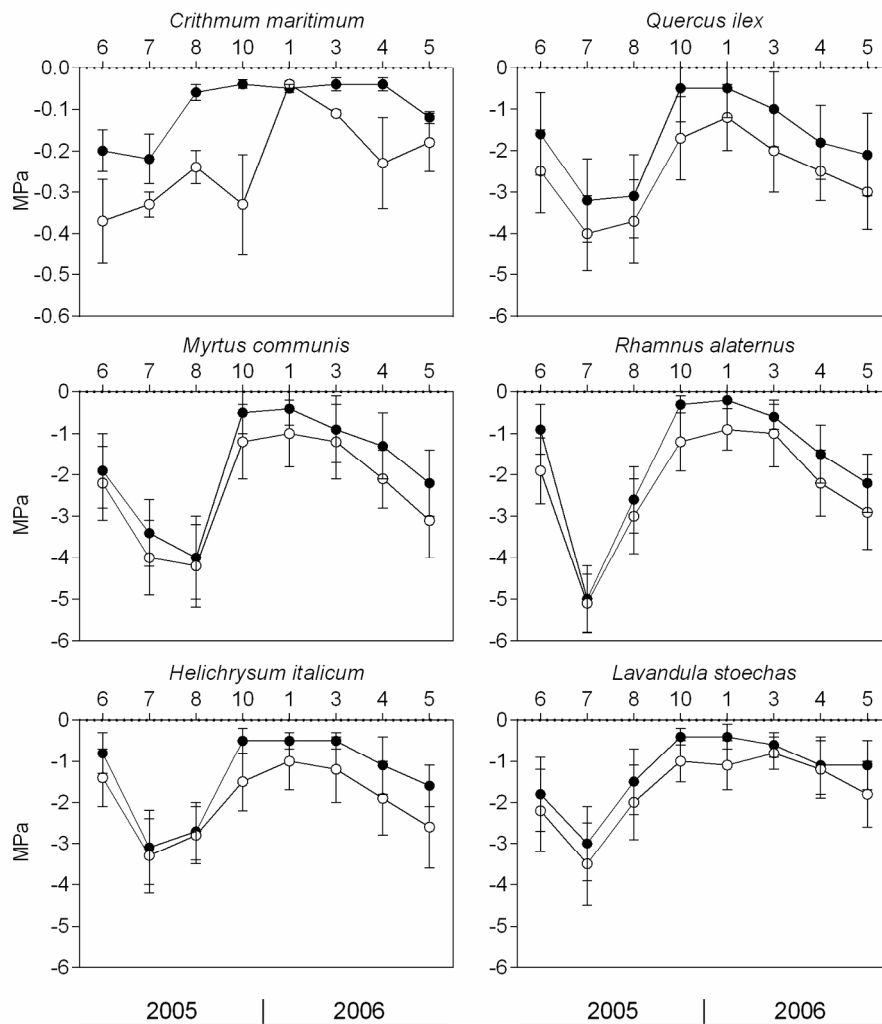 Crithmum maritimum
Quercus ilex
6 7 8 10 1 3 4 5
6 7 8 10 1 3 4 5
0.0
-0.1
-0.2
-0.3
-0.4
-0.5
-0.6
MPa
0
-1
-2
-3
-4
-5
-6
Myrtus communis
Rhamnus alaternus
6 7 8 10 1 3 4 5
6 7 8 10 1 3 4 5
0
-1
-2
-3
-4
-5
-6
MPa
0
-1
-2
-3
-4
-5
-6
Helichrysum italicum
Lavandula stoechas
6 7 8 10 1 3 4 5
6 7 8 10 1 3 4 5
0
-1
-2
-3
-4
-5
-6
MPa
0
-1
-2
-3
-4
-5
-6
2005 | 2006
2005 | 2006